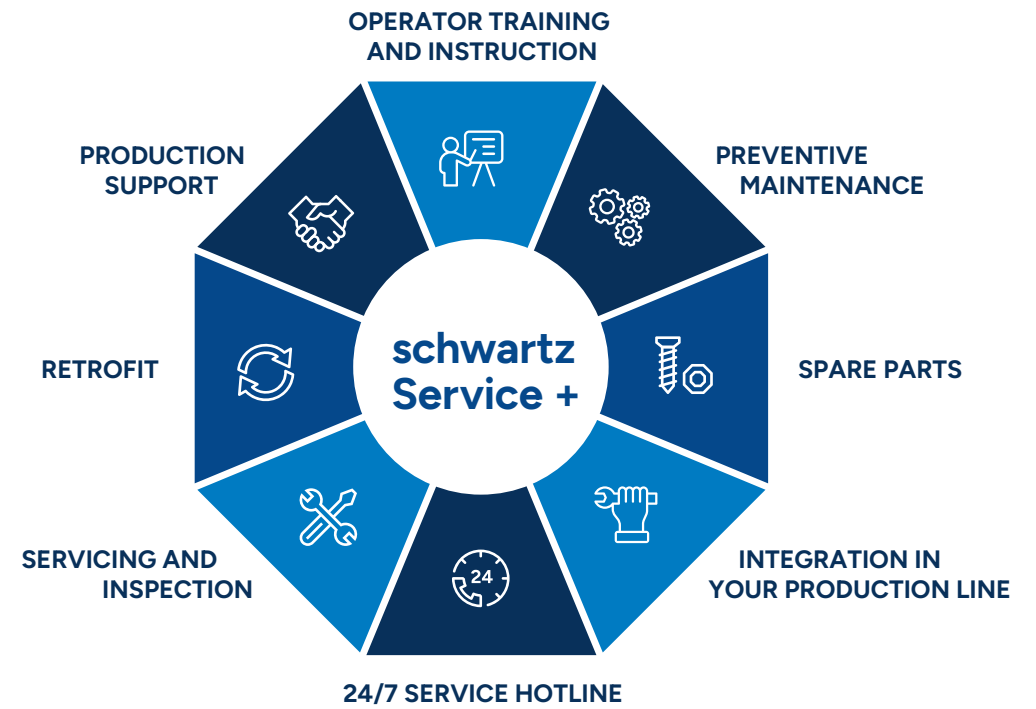 OPERATOR TRAINING
AND INSTRUCTION
PRODUCTION
SUPPORT
PREVENTIVE
MAINTENANCE
schwartz
Service +
RETROFIT
SPARE PARTS
SERVICING AND
INSPECTION
24
INTEGRATION IN
YOUR PRODUCTION LINE
24/7 SERVICE HOTLINE